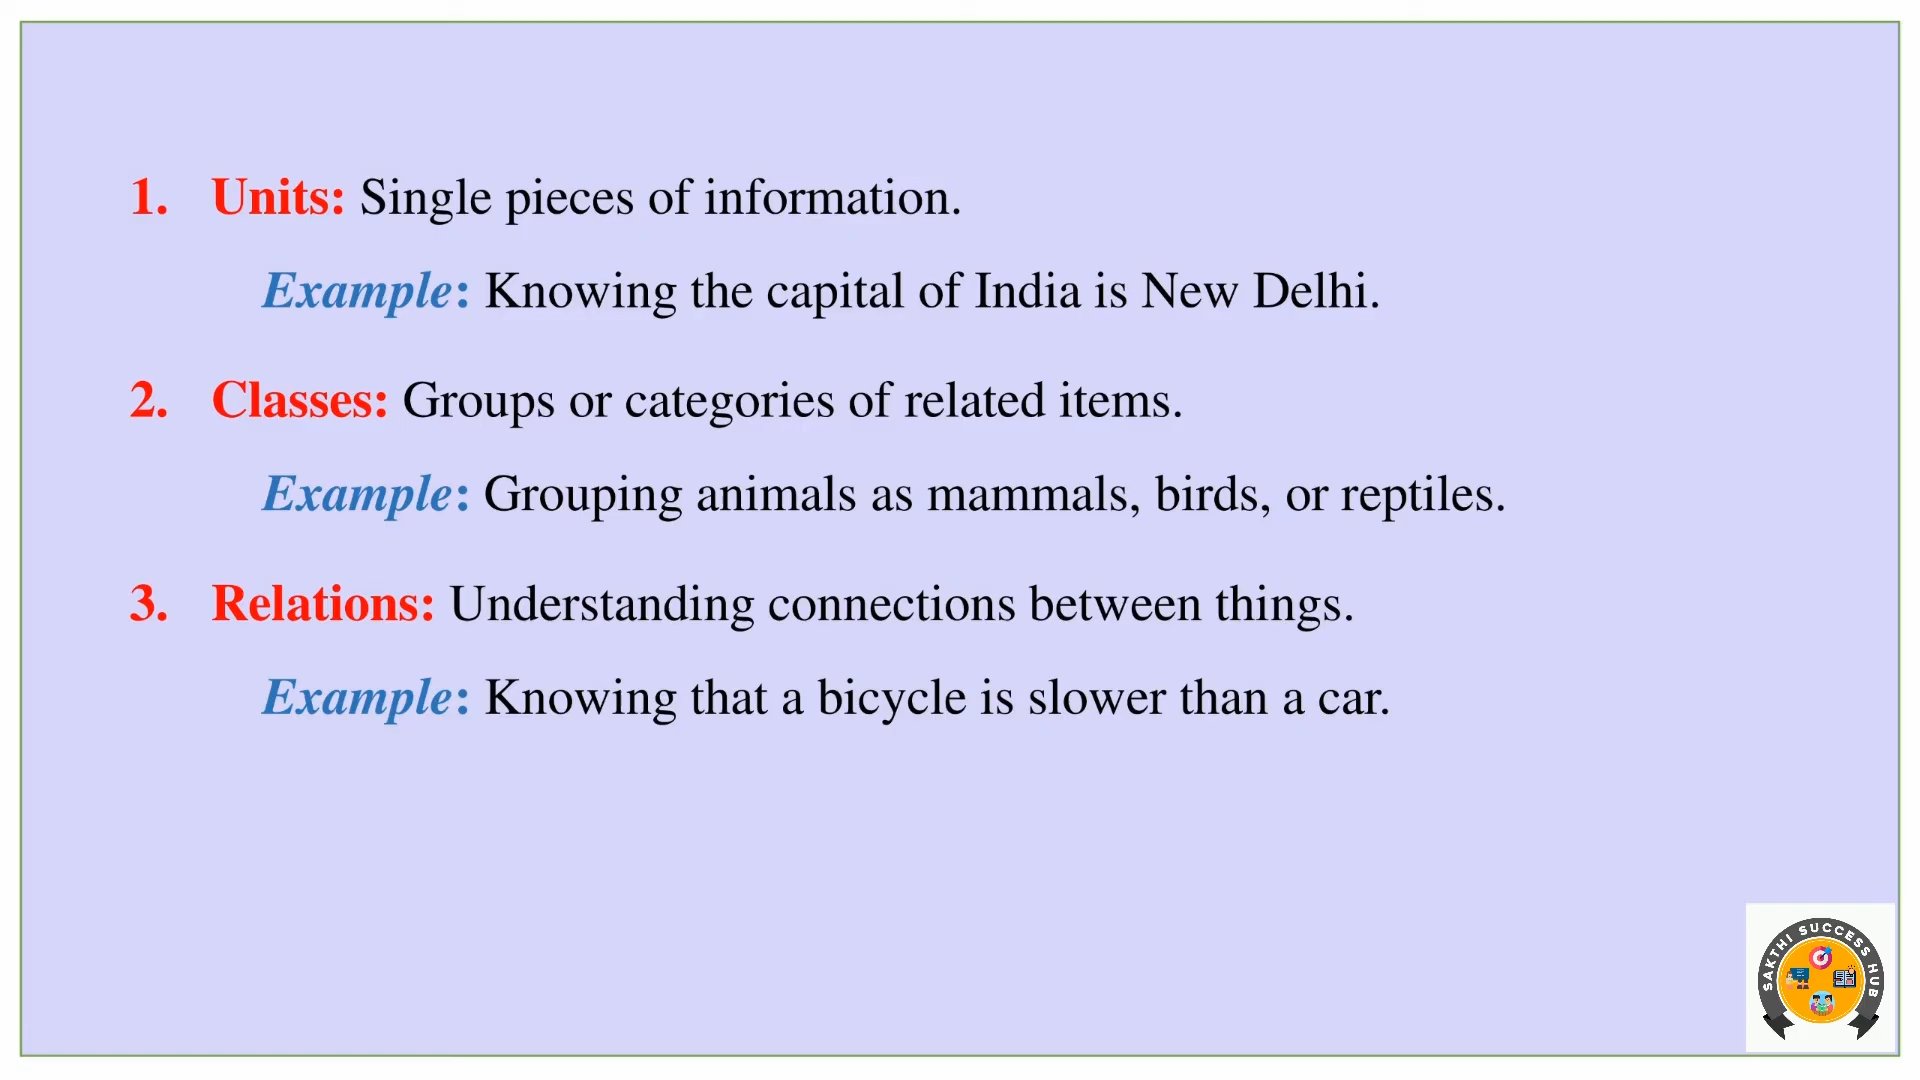 1. Units: Single pieces of information.
Example: Knowing the capital of India is New Delhi.
2. Classes: Groups or categories of related items.
Example: Grouping animals as mammals, birds, or reptiles.
3. Relations: Understanding connections between things.
Example: Knowing that a bicycle is slower than a car.
SAKTHI SUCCESS HUB